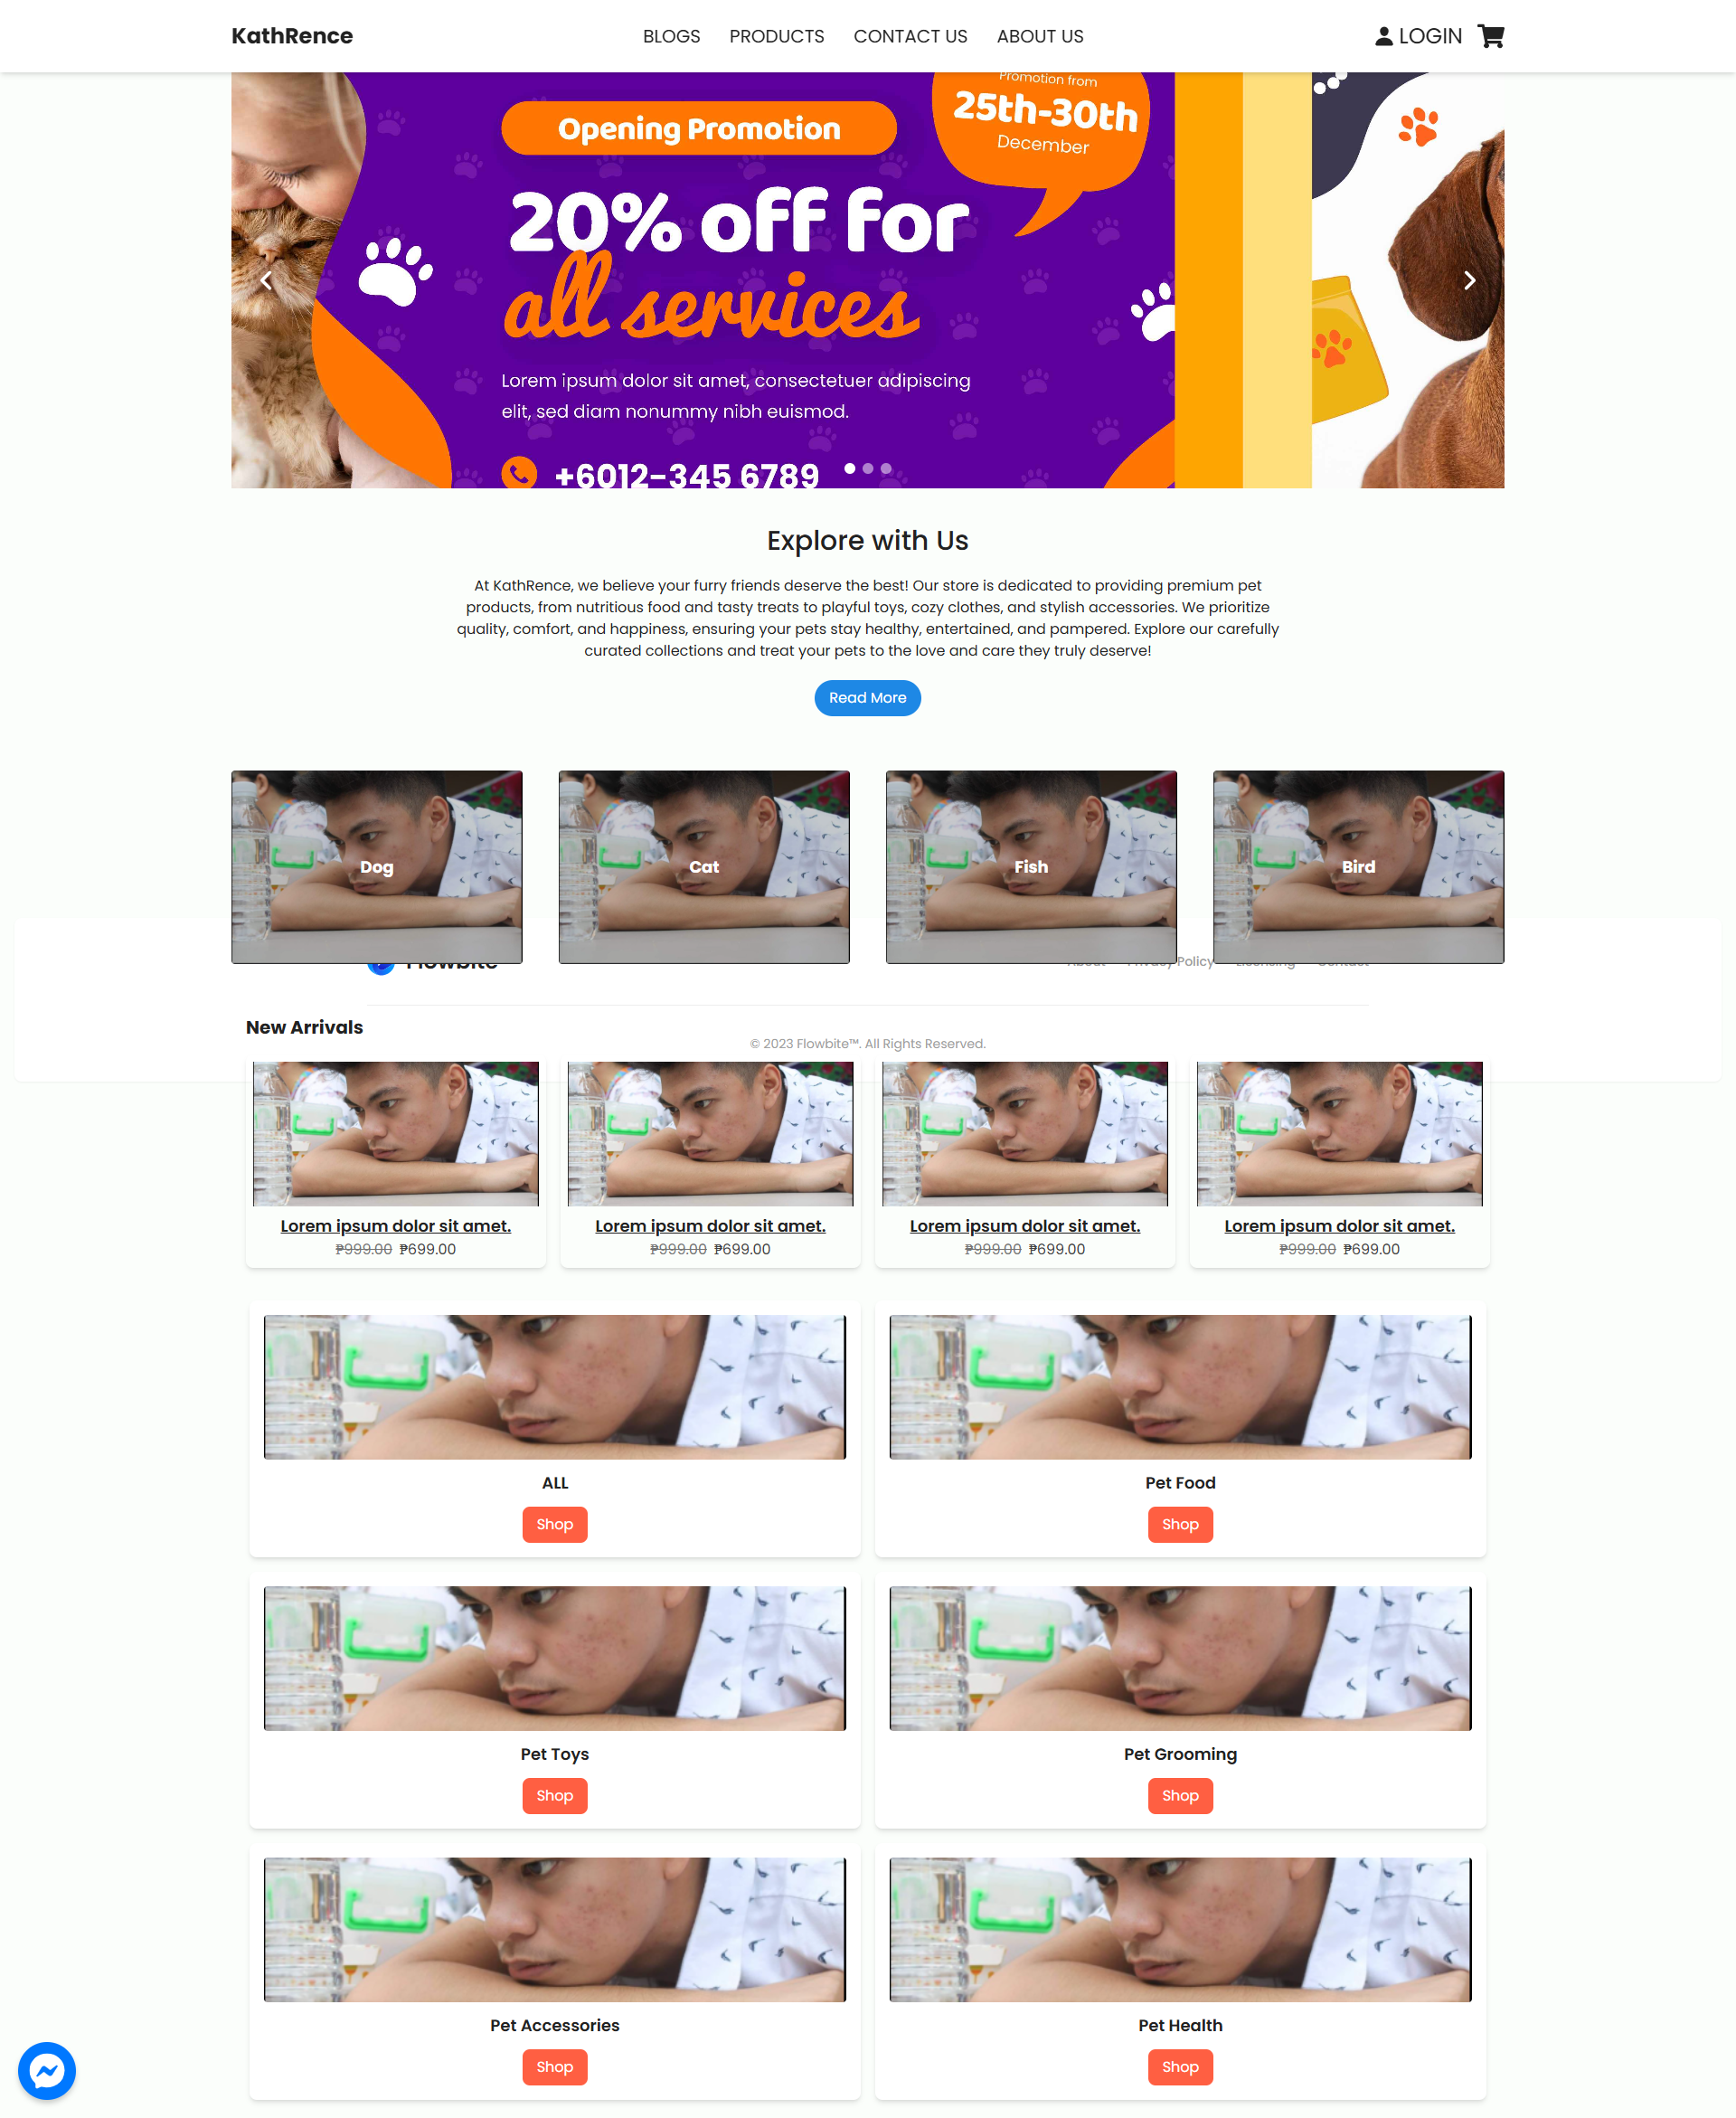 KathRence
BLOGS
PRODUCTS
CONTACT US
ABOUT US
LOGIN
Opening Promotion
Promotion from
25th-30th
December
20% off for
all services
Lorem ipsum dolor sit amet, consectetuer adipiscing
elit, sed diam nonummy nibh euismod.
+6012-345 6789
Explore with Us
At KathRence, we believe your furry friends deserve the best! Our store is dedicated to providing premium pet
products, from nutritious food and tasty treats to playful toys, cozy clothes, and stylish accessories. We prioritize
quality, comfort, and happiness, ensuring your pets stay healthy, entertained, and pampered. Explore our carefully
curated collections and treat your pets to the love and care they truly deserve!
Read More
Dog
Cat
Fish
Bird
Flowbite
About
Privacy Policy
Licensing
Contact
New Arrivals
© 2023 Flowbite™. All Rights Reserved.
Lorem ipsum dolor sit amet.
₱999.00 ₱699.00
Lorem ipsum dolor sit amet.
₱999.00 ₱699.00
Lorem ipsum dolor sit amet.
₱999.00 ₱699.00
Lorem ipsum dolor sit amet.
₱999.00 ₱699.00
ALL
Shop
Pet Food
Shop
Pet Toys
Shop
Pet Grooming
Shop
Pet Accessories
Shop
Pet Health
Shop